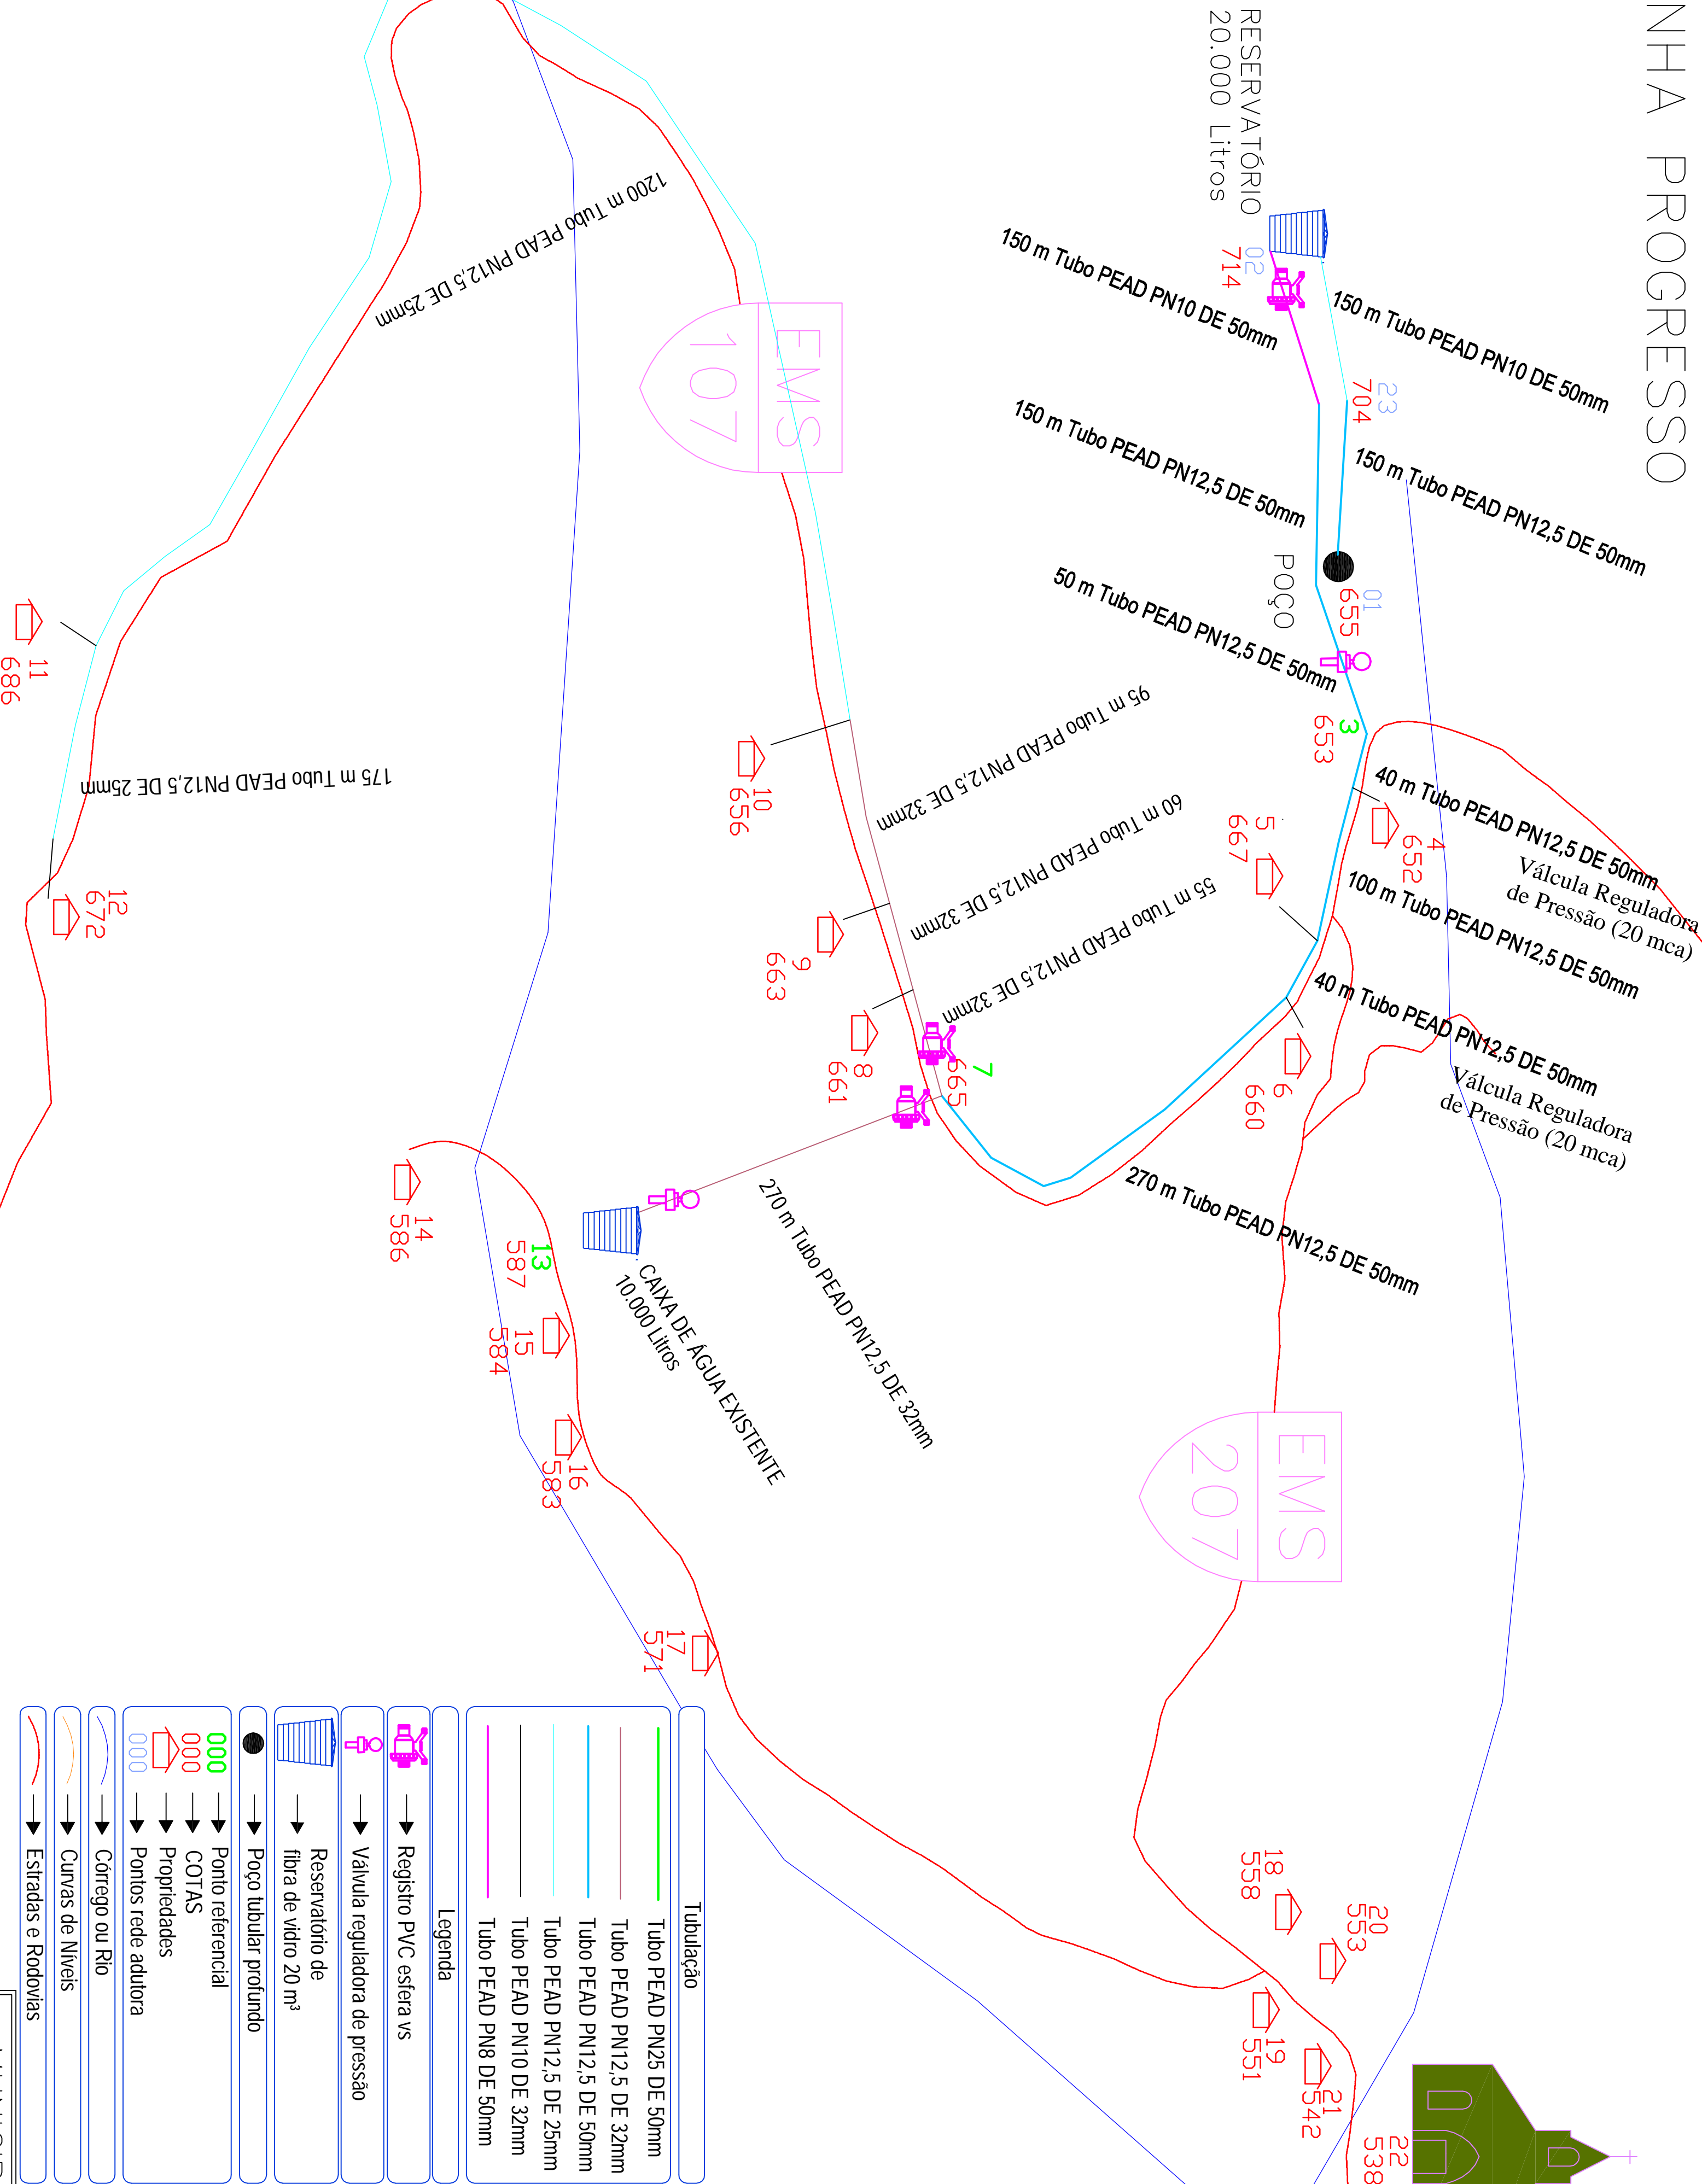 NHA PROGRESSO
RESERVATÓRIO
20.000 Litros
02
714
150 m Tubo PEAD PN10 DE 50mm
150 m Tubo PEAD PN10 DE 50mm
23
704
150 m Tubo PEAD PN12,5 DE 50mm
150 m Tubo PEAD PN12,5 DE 50mm
POÇO
01
655
50 m Tubo PEAD PN12,5 DE 50mm
3
653
40 m Tubo PEAD PN12,5 DE 50mm
Válcula Reguladora
de Pressão (20 mca)
4
652
5
667
100 m Tubo PEAD PN12,5 DE 50mm
40 m Tubo PEAD PN12,5 DE 50mm
Válcula Reguladora
de Pressão (20 mca)
6
660
270 m Tubo PEAD PN12,5 DE 50mm
7
665
55 m Tubo PEAD PN12,5 DE 32mm
60 m Tubo PEAD PN12,5 DE 32mm
95 m Tubo PEAD PN12,5 DE 32mm
8
661
9
663
10
656
EMS
107
1200 m Tubo PEAD PN12,5 DE 25mm
11
686
175 m Tubo PEAD PN12,5 DE 25mm
12
672
270 m Tubo PEAD PN12,5 DE 32mm
CAIXA DE ÁGUA EXISTENTE
10.000 Litros
13
587
14
586
15
584
16
583
17
571
EMS
207
18
558
20
553
19
551
21
542
22
538
Tubulação
Tubo PEAD PN25 DE 50mm
Tubo PEAD PN12,5 DE 32mm
Tubo PEAD PN12,5 DE 50mm
Tubo PEAD PN12,5 DE 25mm
Tubo PEAD PN10 DE 32mm
Tubo PEAD PN8 DE 50mm
Legenda
Registro PVC esfera vs
Válvula reguladora de pressão
Reservatório de
fibra de vidro 20 m³
Poço tubular profundo
000 Ponto referencial
000 COTAS
Propriedades
000 Pontos rede adutora
Córrego ou Rio
Curvas de Níveis
Estradas e Rodovias